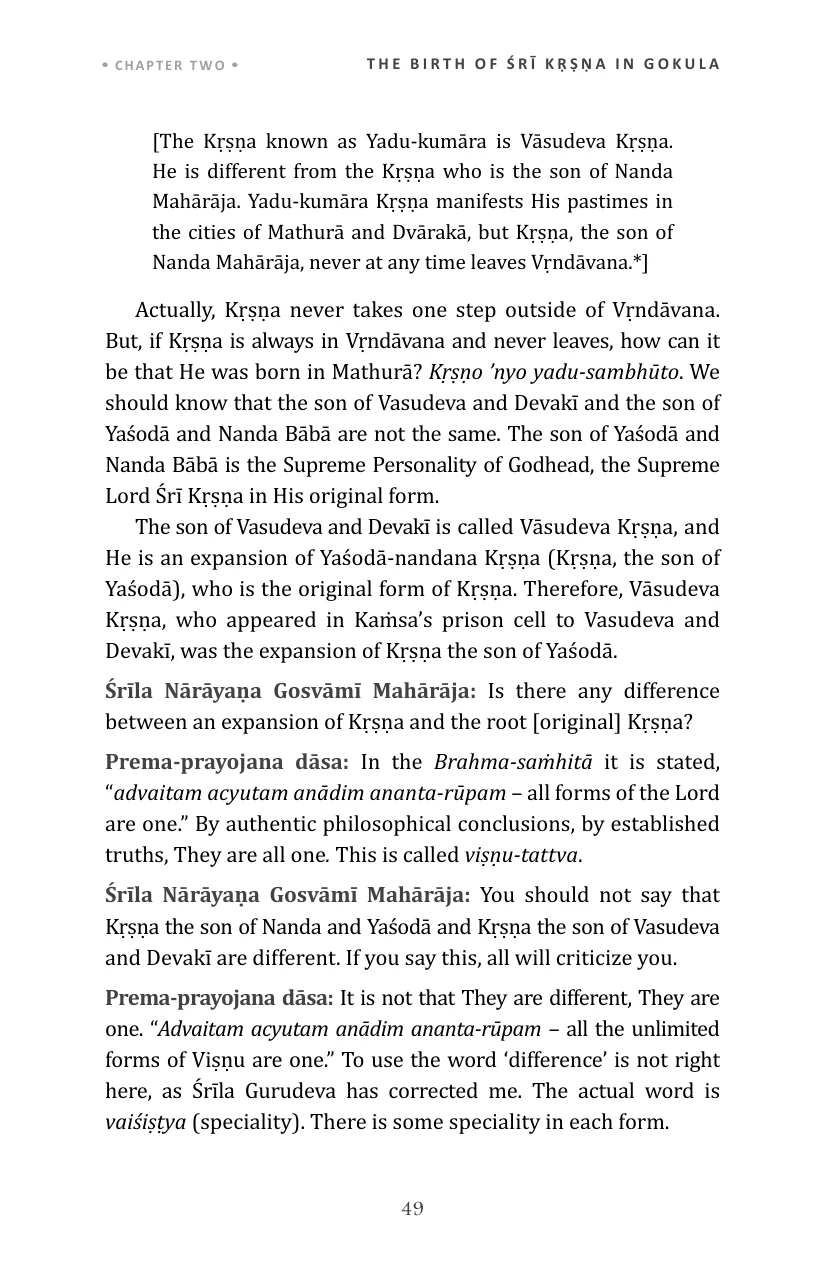 • CHAPTER TWO •
THE BIRTH OF ŚRĪ KṚṢṆA IN GOKULA
[The Kṛṣṇa known as Yadu-kumāra is Vāsudeva Kṛṣṇa.
He is different from the Kṛṣṇa who is the son of Nanda
Mahārāja. Yadu-kumāra Kṛṣṇa manifests His pastimes in
the cities of Mathurā and Dvārakā, but Kṛṣṇa, the son of
Nanda Mahārāja, never at any time leaves Vṛndāvana.*]
Actually, Kṛṣṇa never takes one step outside of Vṛndāvana.
But, if Kṛṣṇa is always in Vṛndāvana and never leaves, how can it
be that He was born in Mathurā? Kṛṣṇo ’nyo yadu-sambhūto. We
should know that the son of Vasudeva and Devakī and the son of
Yaśodā and Nanda Bābā are not the same. The son of Yaśodā and
Nanda Bābā is the Supreme Personality of Godhead, the Supreme
Lord Śrī Kṛṣṇa in His original form.
The son of Vasudeva and Devakī is called Vāsudeva Kṛṣṇa, and
He is an expansion of Yaśodā-nandana Kṛṣṇa (Kṛṣṇa, the son of
Yaśodā), who is the original form of Kṛṣṇa. Therefore, Vāsudeva
Kṛṣṇa, who appeared in Kaṁsa’s prison cell to Vasudeva and
Devakī, was the expansion of Kṛṣṇa the son of Yaśodā.
Śrīla Nārāyaṇa Gosvāmī Mahārāja: Is there any difference
between an expansion of Kṛṣṇa and the root [original] Kṛṣṇa?
Prema-prayojana dāsa: In the Brahma-saṁhitā it is stated,
“advaitam acyutam anādim ananta-rūpam – all forms of the Lord
are one.” By authentic philosophical conclusions, by established
truths, They are all one. This is called viṣṇu-tattva.
Śrīla Nārāyaṇa Gosvāmī Mahārāja: You should not say that
Kṛṣṇa the son of Nanda and Yaśodā and Kṛṣṇa the son of Vasudeva
and Devakī are different. If you say this, all will criticize you.
Prema-prayojana dāsa: It is not that They are different, They are
one. “Advaitam acyutam anādim ananta-rūpam – all the unlimited
forms of Viṣṇu are one.” To use the word ‘difference’ is not right
here, as Śrīla Gurudeva has corrected me. The actual word is
vaiśiṣṭya (speciality). There is some speciality in each form.
49